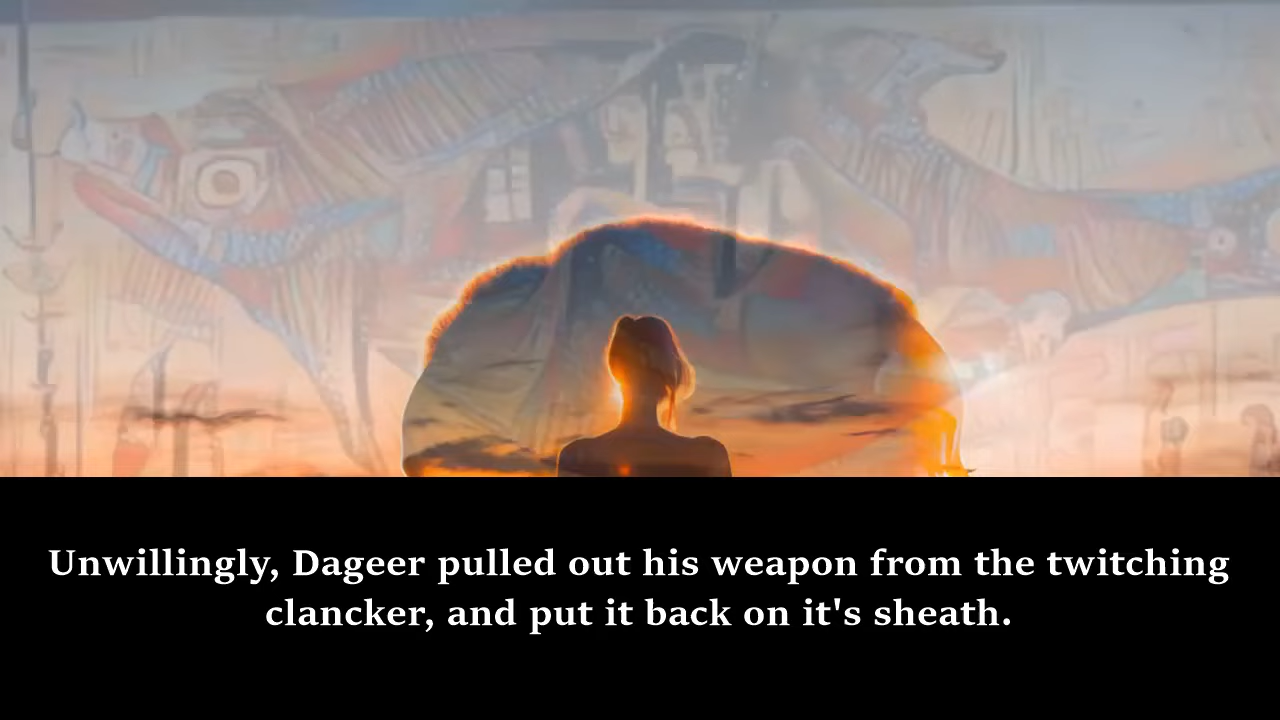 Unwillingly, Dageer pulled out his weapon from the twitching
clancker, and put it back on it's sheath.